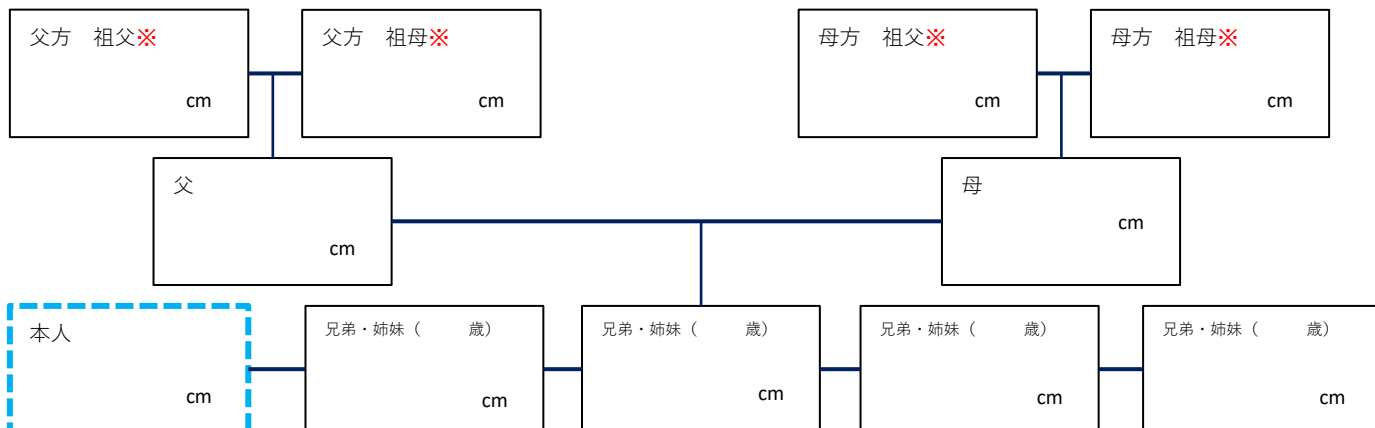 父方　祖父※
cm
父方　祖母※
cm
母方　祖父※
cm
母方　祖母※
cm
父
cm
母
cm
本人
cm
兄弟・姉妹（　　　歳）
cm
兄弟・姉妹（　　　歳）
cm
兄弟・姉妹（　　　歳）
cm
兄弟・姉妹（　　　歳）
cm